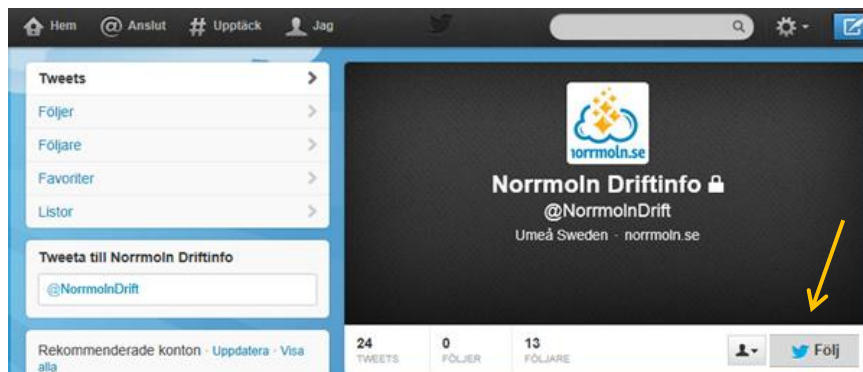 Hem @ Anslut # Upptäck Jag
Tweets
Följer
Följare
Favoriter
Listor
Tweeta till Norrmoln Driftinfo
@NorrmolnDrift
Rekommenderade konton · Uppdatera · Visa
alla
norrmoln.se
Norrmoln Driftinfo
@NorrmolnDrift
Umeå Sweden · norrmoln.se
24 0 13
TWEETS FÖLJER FÖLJARE
Följ